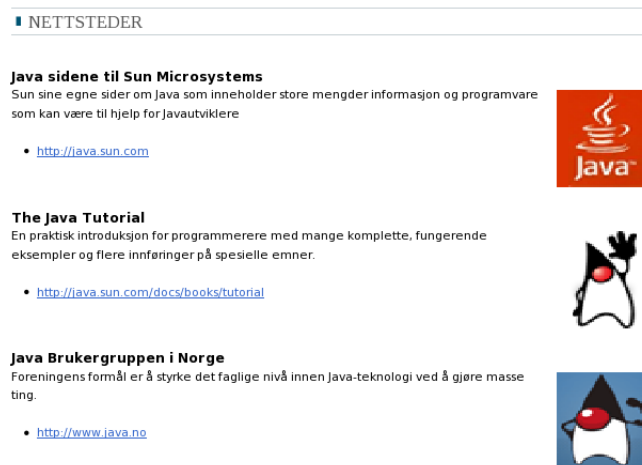 NETTSTEDER
Java sidene til Sun Microsystems
Sun sine egne sider om Java som inneholder store mengder informasjon og programvare
som kan være til hjelp for Javautviklere
http://java.sun.com
Java™
The Java Tutorial
En praktisk introduksjon for programmerere med mange komplette, fungerende
eksempler og flere innføringer på spesielle emner.
http://java.sun.com/docs/books/tutorial
Java Brukergruppen i Norge
Foreningens formål er å styrke det faglige nivå innen Java-teknologi ved å gjøre masse
ting.
http://www.java.no